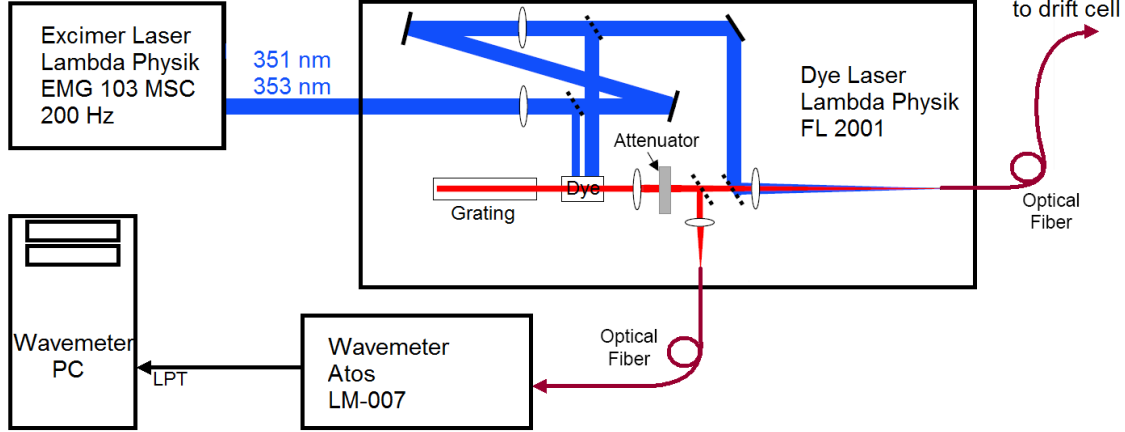 to drift cell
Excimer Laser
Lambda Physik
EMG 103 MSC
200 Hz
351 nm
353 nm
Dye Laser
Lambda Physik
FL 2001
Attenuator
Dye
Grating
Optical
Fiber
Wavemeter
PC
LPT
Wavemeter
Atos
LM-007
Optical
Fiber